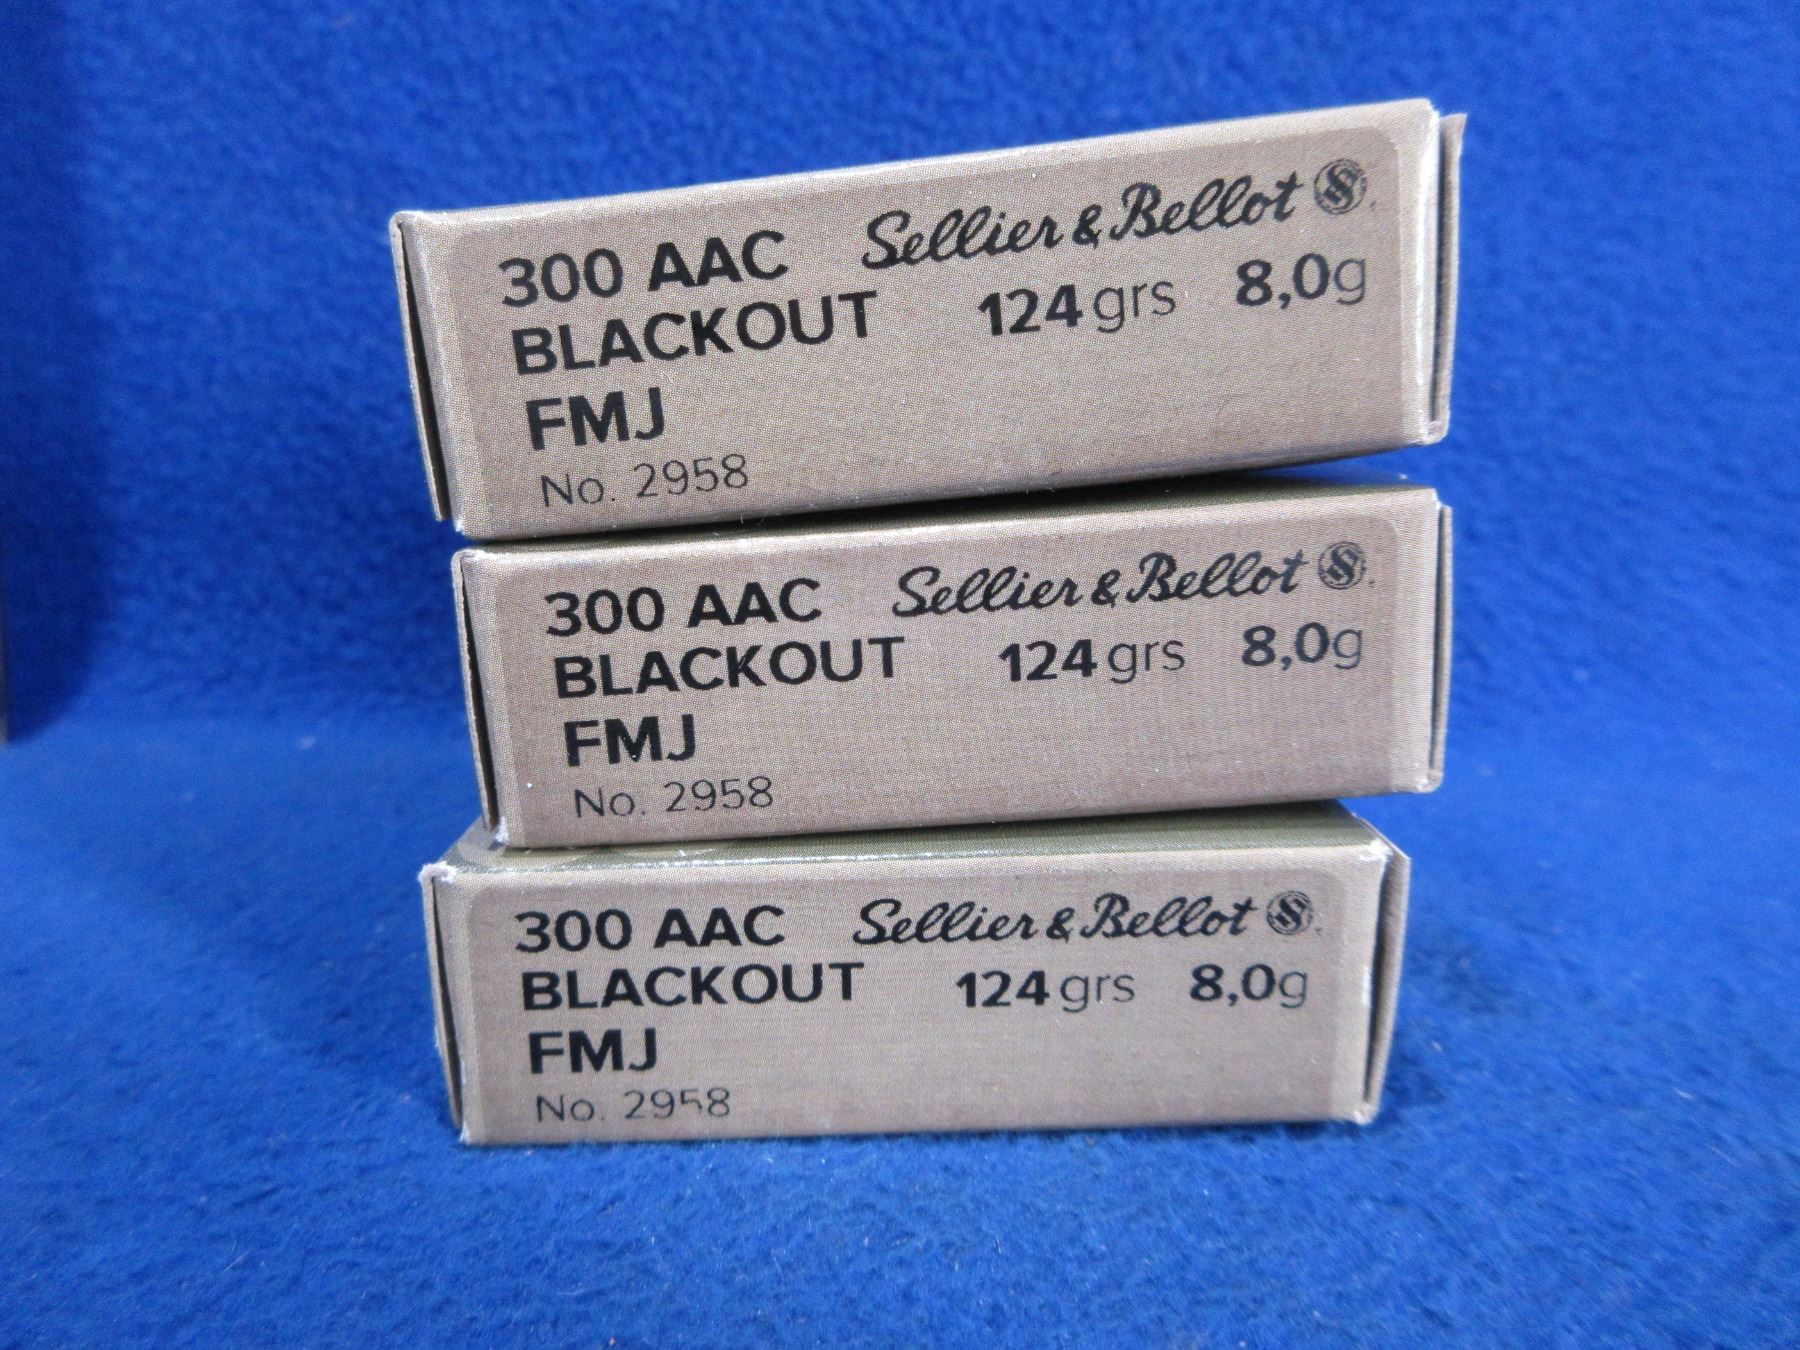 300 AAC Sellier & Bellot
BLACKOUT 124 grs 8,0g
FMJ
No. 2958
300 AAC Sellier & Bellot
BLACKOUT 124 grs 8,0g
FMJ
No. 2958
300 AAC Sellier & Bellot
BLACKOUT 124 grs 8,0g
FMJ
No. 2958